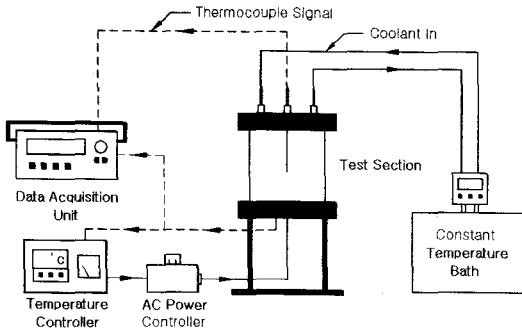 Thermocouple Signal
Coolant In
Test Section
Data Acquisition
Unit
°C
Constant
Temperature
Bath
Temperature
Controller
AC Power
Controller